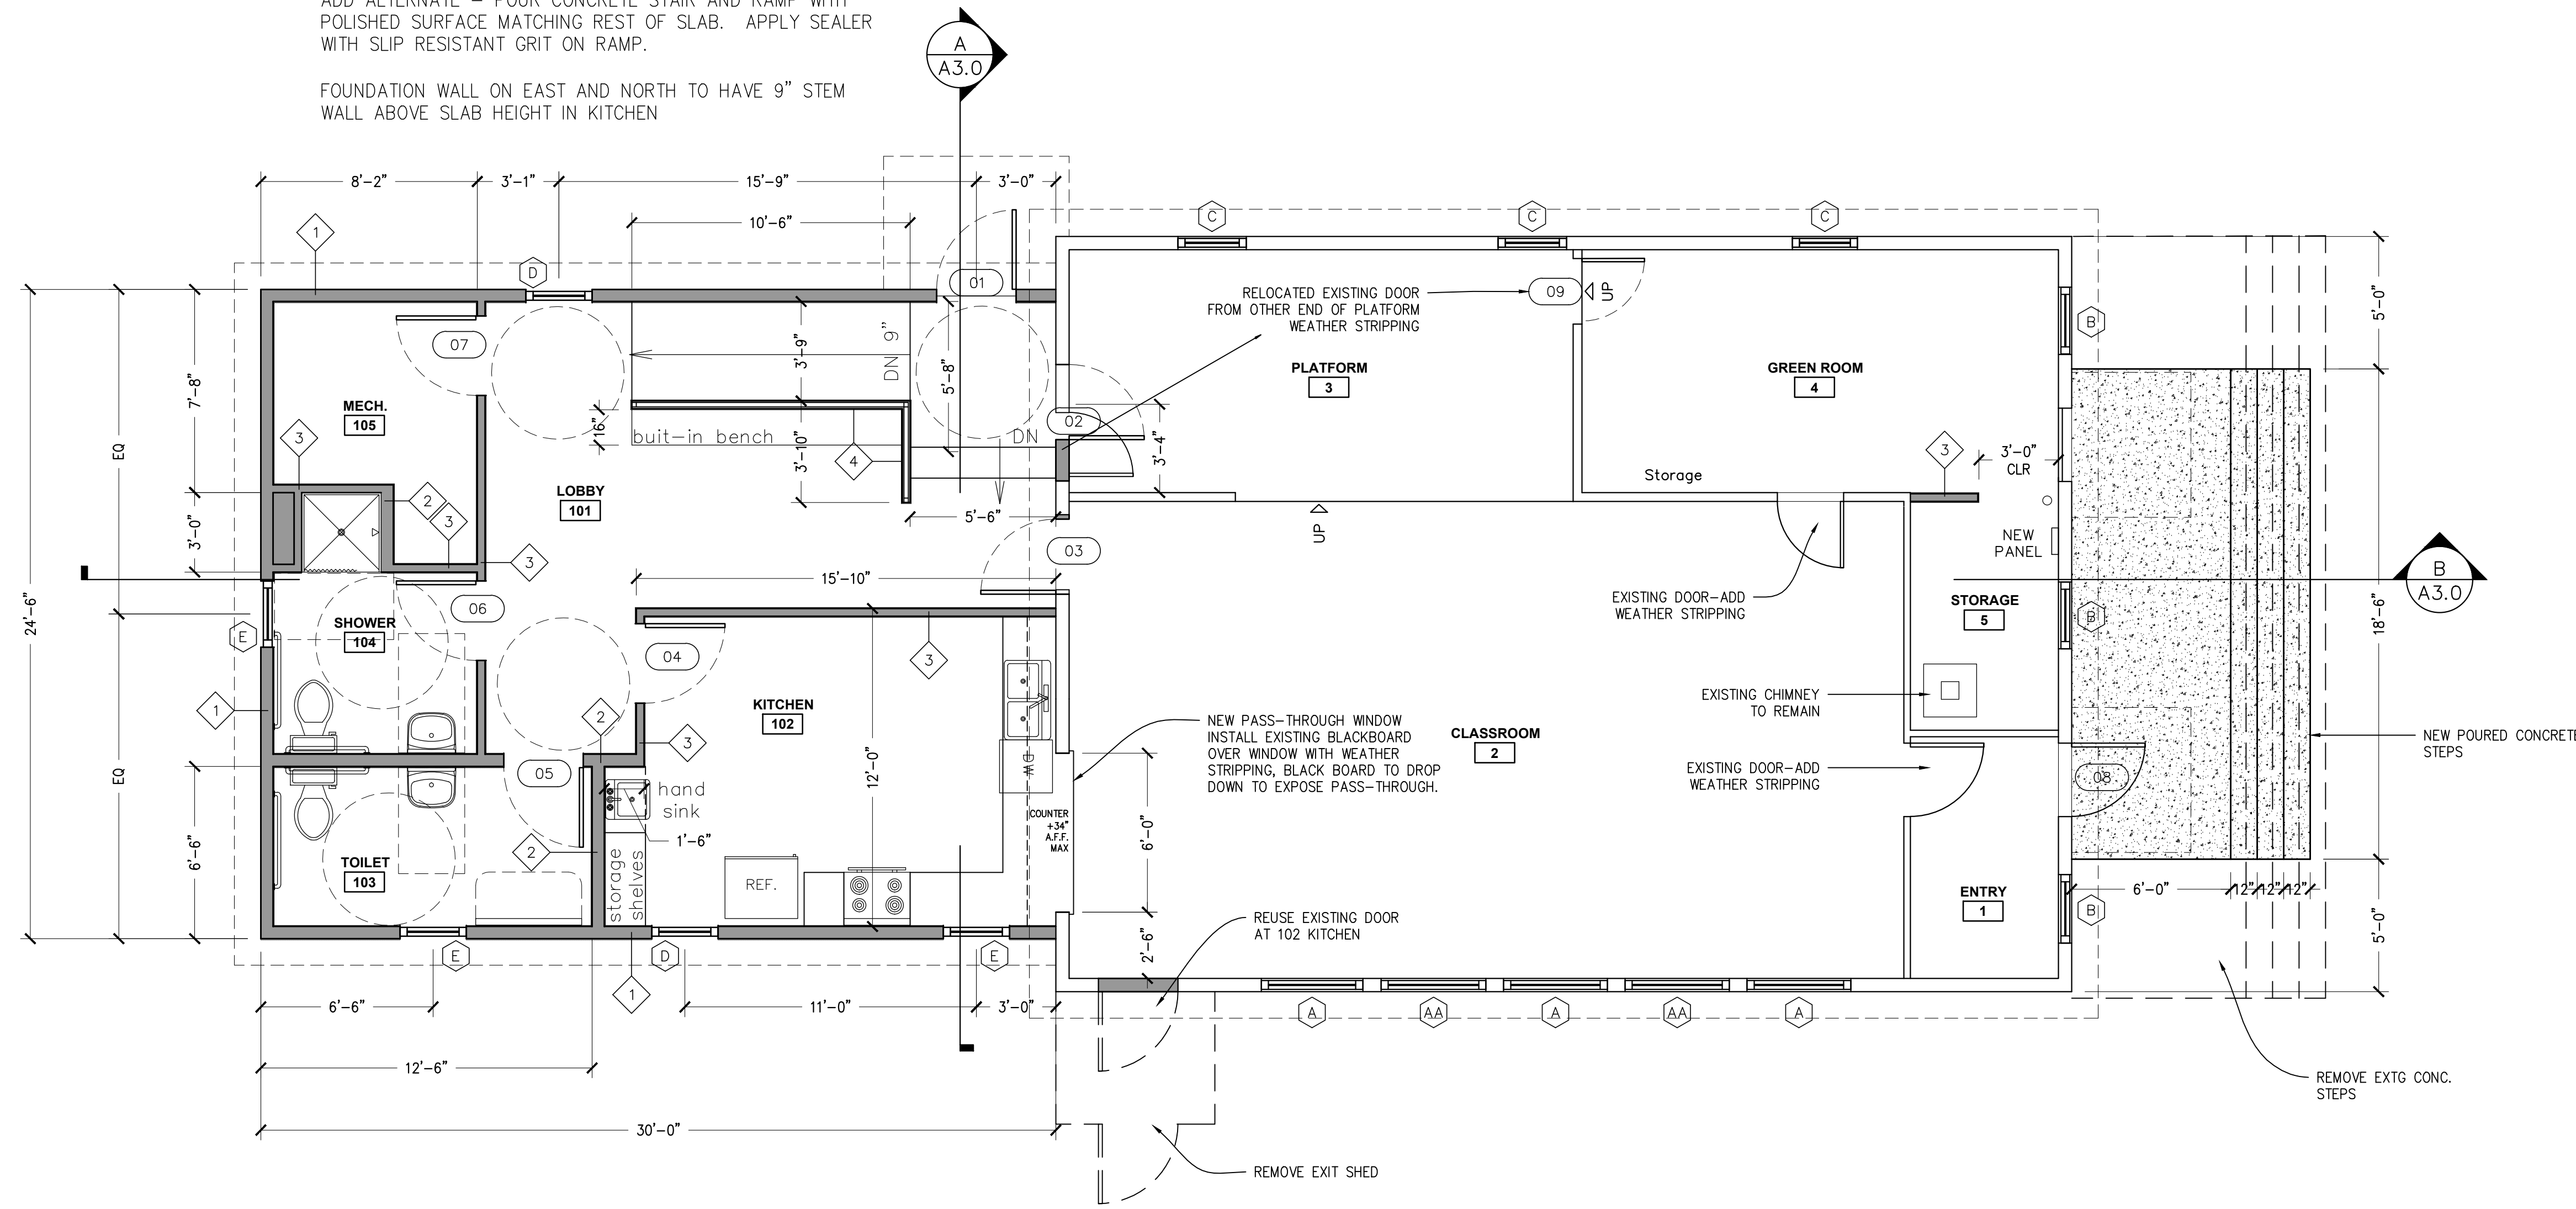 ADD ALTERNATE – POUR CONCRETE STAIR AND RAMP WITH
POLISHED SURFACE MATCHING REST OF SLAB. APPLY SEALER
WITH SLIP RESISTANT GRIT ON RAMP.
FOUNDATION WALL ON EAST AND NORTH TO HAVE 9" STEM
WALL ABOVE SLAB HEIGHT IN KITCHEN
A
A3.0
8'-2"
3'-1"
15'-9"
3'-0"
10'-6"
1
D
01
C
C
C
RELOCATED EXISTING DOOR
FROM OTHER END OF PLATFORM
WEATHER STRIPPING
09
UP
B
5'-0"
07
3'-9"
DN 9"
5'-8"
PLATFORM
3
GREEN ROOM
4
7'-8"
EQ
MECH.
105
3
16"
buit-in bench
3'-10"
4
DN
02
3'-4"
Storage
3
3'-0"
CLR
LOBBY
101
2
3
5'-6"
UP
3'-0"
3
03
NEW
PANEL
15'-10"
B
A3.0
24'-6"
06
SHOWER
104
E
04
3
EXISTING DOOR-ADD
WEATHER STRIPPING
STORAGE
5
B
18'-6"
1
KITCHEN
102
2
3
EXISTING CHIMNEY
TO REMAIN
NEW PASS-THROUGH WINDOW
INSTALL EXISTING BLACKBOARD
OVER WINDOW WITH WEATHER
STRIPPING, BLACK BOARD TO DROP
DOWN TO EXPOSE PASS-THROUGH.
CLASSROOM
2
NEW POURED CONCRETE
STEPS
EQ
05
12'-0"
DW
EXISTING DOOR-ADD
WEATHER STRIPPING
08
hand
sink
1'-6"
COUNTER
+34"
A.F.F.
MAX
6'-0"
6'-6"
TOILET
103
2
storage
shelves
REF.
ENTRY
1
6'-0"
12"
12"
12"
B
REUSE EXISTING DOOR
AT 102 KITCHEN
2'-6"
5'-0"
E
D
E
1
6'-6"
11'-0"
3'-0"
A
AA
A
AA
A
12'-6"
REMOVE EXTG CONC.
STEPS
30'-0"
REMOVE EXIT SHED